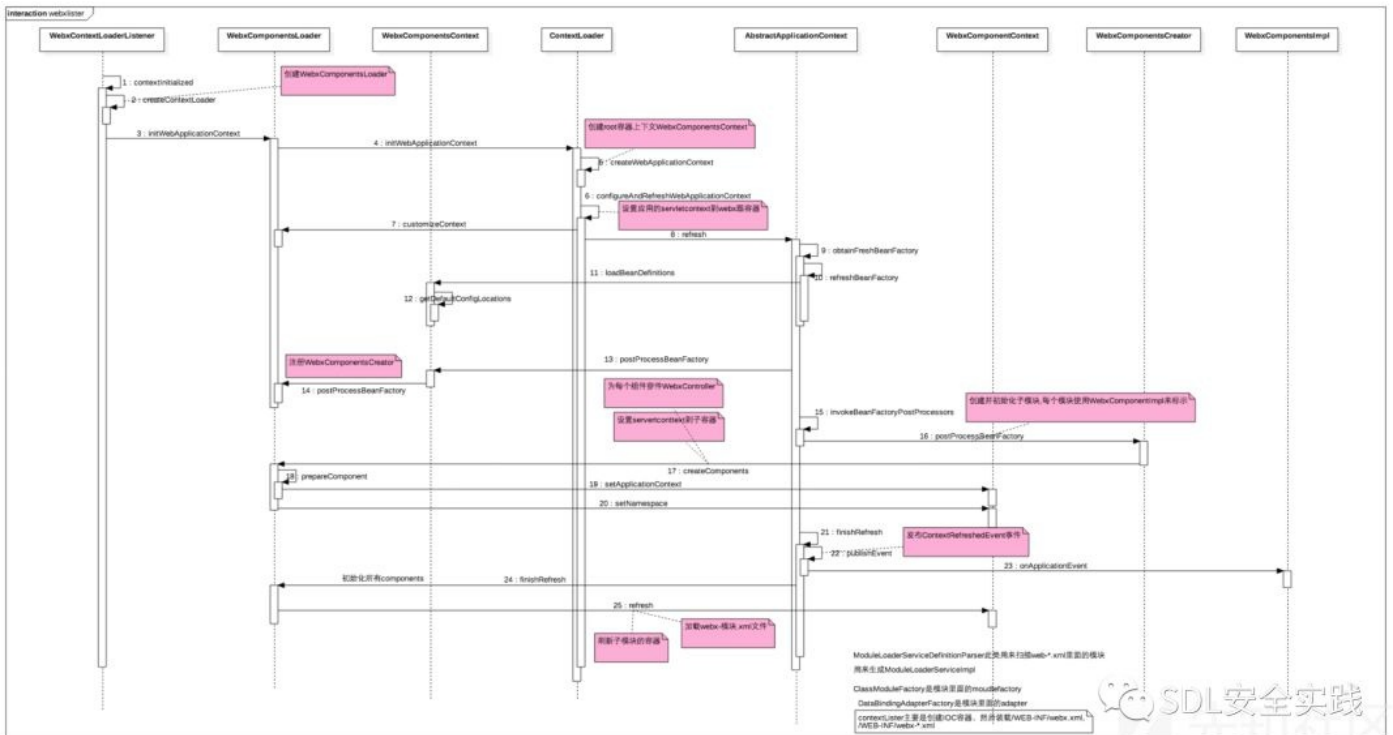 interaction webxlister
WebxContextLoaderListener
WebxComponentsLoader
WebxComponentsContext
ContextLoader
AbstractApplicationContext
WebxComponentContext
WebxComponentsCreator
WebxComponentsImpl
1 : contextInitialized
创建WebxComponentsLoader
2 : createContextLoader
3 : initWebApplicationContext
4 : initWebApplicationContext
创建root容器上下文WebxComponentsContext
5 : createWebApplicationContext
6 : configureAndRefreshWebApplicationContext
设置应用的servletcontext到webx跟容器
7 : customizeContext
8 : refresh
9 : obtainFreshBeanFactory
10 : refreshBeanFactory
11 : loadBeanDefinitions
12 : getDefaultConfigLocations
13 : postProcessBeanFactory
注册WebxComponentsCreator
14 : postProcessBeanFactory
为每个组件容件WebxController
创建并初始化子模块,每个模块使用WebxComponentImpl来标示
15 : invokeBeanFactoryPostProcessors
设置servertconttext到子容器
16 : postProcessBeanFactory
17 : createComponents
18 : prepareComponent
19 : setApplicationContext
20 : setNamespace
21 : finishRefresh
发布ContextRefreshedEvent事件
22 : publishEvent
23 : onApplicationEvent
初始化所有components
24 : finishRefresh
25 : refresh
加载webx-模块.xml文件
刷新子模块的容器
ModuleLoaderServiceDefinitionParser此类用来扫描web-*.xml里面的模块
用来生成ModuleLoaderServiceImpl
ClassModuleFactory是模块里面的moudlefactory
DataBindingAdapterFactory是模块里面的adapter
contextLister主要是创建IOC容器，然后装载/WEB-INF/webx.xml,
/WEB-INF/webx-*.xml
SDL安全实践